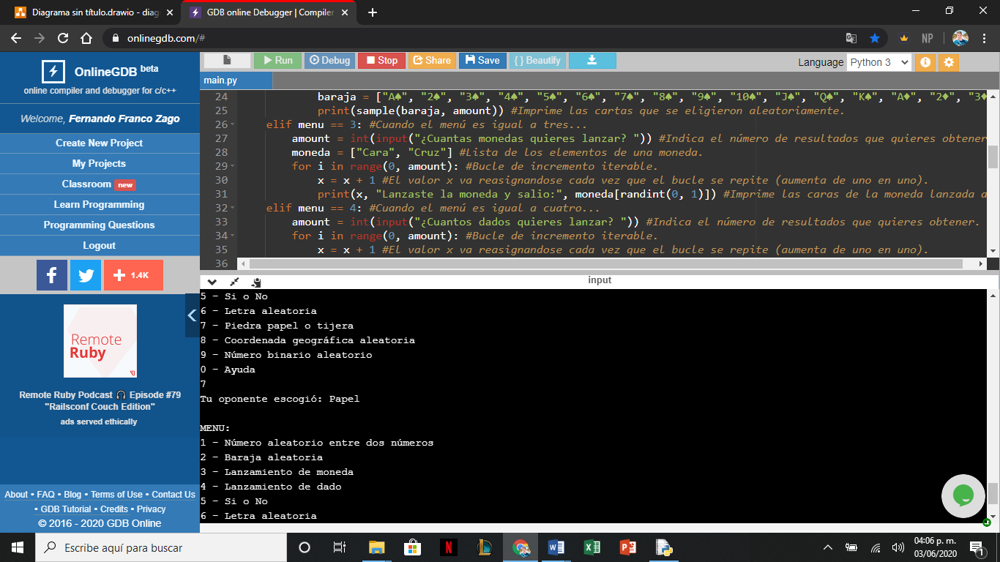 Diagrama sin título.drawio - diag
GDB online Debugger | Compiler
onlinegdb.com/#
NP
OnlineGDB beta
online compiler and debugger for c/c++
Welcome, Fernando Franco Zago
Create New Project
My Projects
Classroom new
Learn Programming
Programming Questions
Logout
1.4K
Remote
Ruby
Remote Ruby Podcast 🎧 Episode #79
"Railsconf Couch Edition"
ads served ethically
About • FAQ • Blog • Terms of Use • Contact Us
• GDB Tutorial • Credits • Privacy
© 2016 - 2020 GDB Online
Run Debug Stop Share Save { } Beautify
Language Python 3
main.py
24 baraja = ["A♠", "2♠", "3♠", "4♠", "5♠", "6♠", "7♠", "8♠", "9♠", "10♠", "J♠", "Q♠", "K♠", "A♦", "2♦", "3♦
25 print(sample(baraja, amount)) #Imprime las cartas que se eligieron aleatoriamente.
26 elif menu == 3: #Cuando el menú es igual a tres...
27 amount = int(input("¿Cuantas monedas quieres lanzar? ")) #Indica el número de resultados que quieres obtener
28 moneda = ["Cara", "Cruz"] #Lista de los elementos de una moneda.
29 for i in range(0, amount): #Bucle de incremento iterable.
30 x = x + 1 #El valor x va reasignandose cada vez que el bucle se repite (aumenta de uno en uno).
31 print(x, "Lanzaste la moneda y salio:", moneda[randint(0, 1)]) #Imprime las caras de la moneda lanzada a
32 elif menu == 4: #Cuando el menú es igual a cuatro...
33 amount = int(input("¿Cuantos dados quieres lanzar? ")) #Indica el número de resultados que quieres obtener.
34 for i in range(0, amount): #Bucle de incremento iterable.
35 x = x + 1 #El valor x va reasignandose cada vez que el bucle se repite (aumenta de uno en uno).
36
input
5 - Si o No
6 - Letra aleatoria
7 - Piedra papel o tijera
8 - Coordenada geográfica aleatoria
9 - Número binario aleatorio
0 - Ayuda
7
Tu oponente escogió: Papel
MENU:
1 - Número aleatorio entre dos números
2 - Baraja aleatoria
3 - Lanzamiento de moneda
4 - Lanzamiento de dado
5 - Si o No
6 - Letra aleatoria
Escribe aquí para buscar
04:06 p. m.
03/06/2020
1